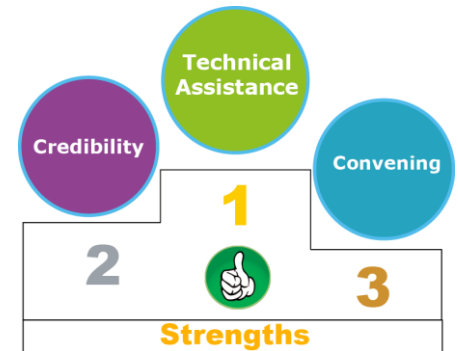 Technical
Assistance
Credibility
Convening
1
2
3
Strengths